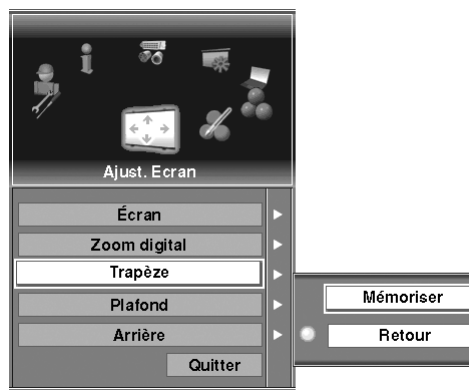 Ajust. Ecran
Écran
Zoom digital
Trapèze
Plafond
Arrière
Quitter
Mémoriser
Retour